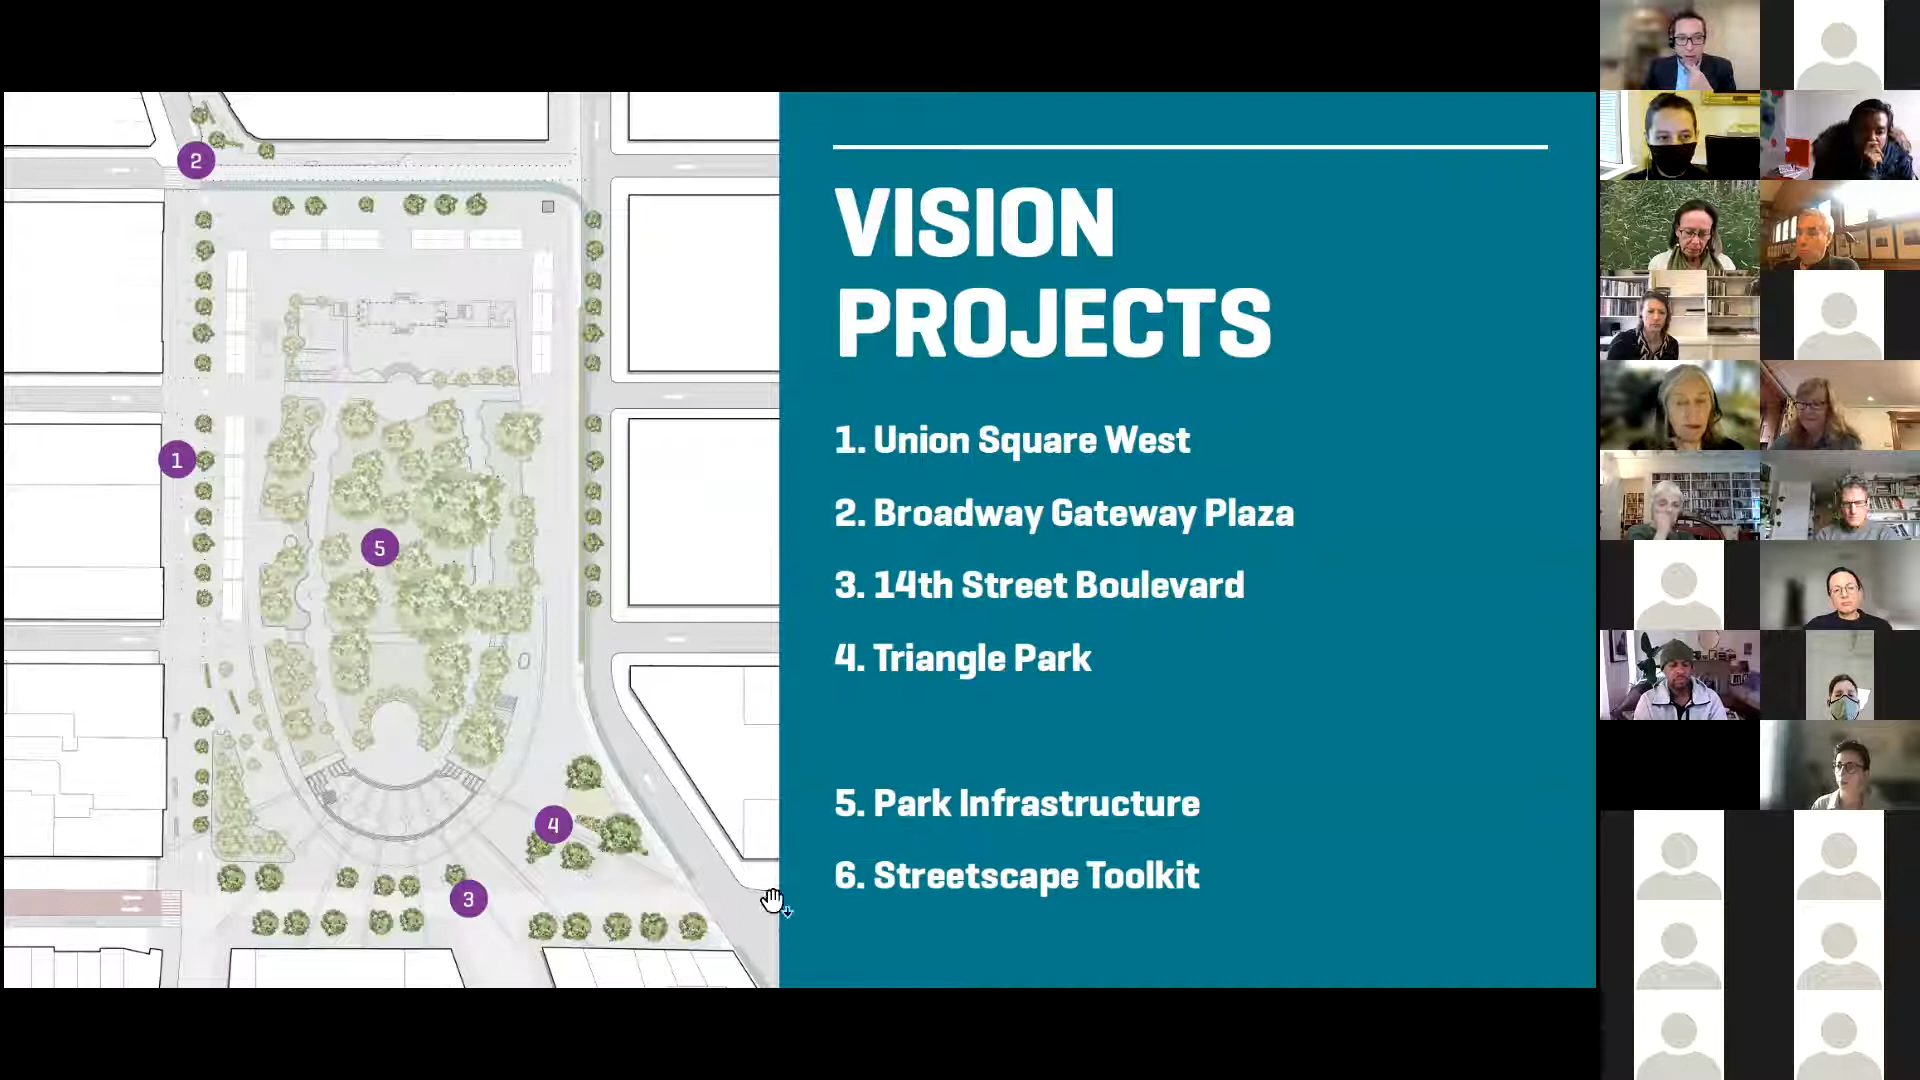 2
1
5
4
3
VISION
PROJECTS
1. Union Square West
2. Broadway Gateway Plaza
3. 14th Street Boulevard
4. Triangle Park
5. Park Infrastructure
6. Streetscape Toolkit